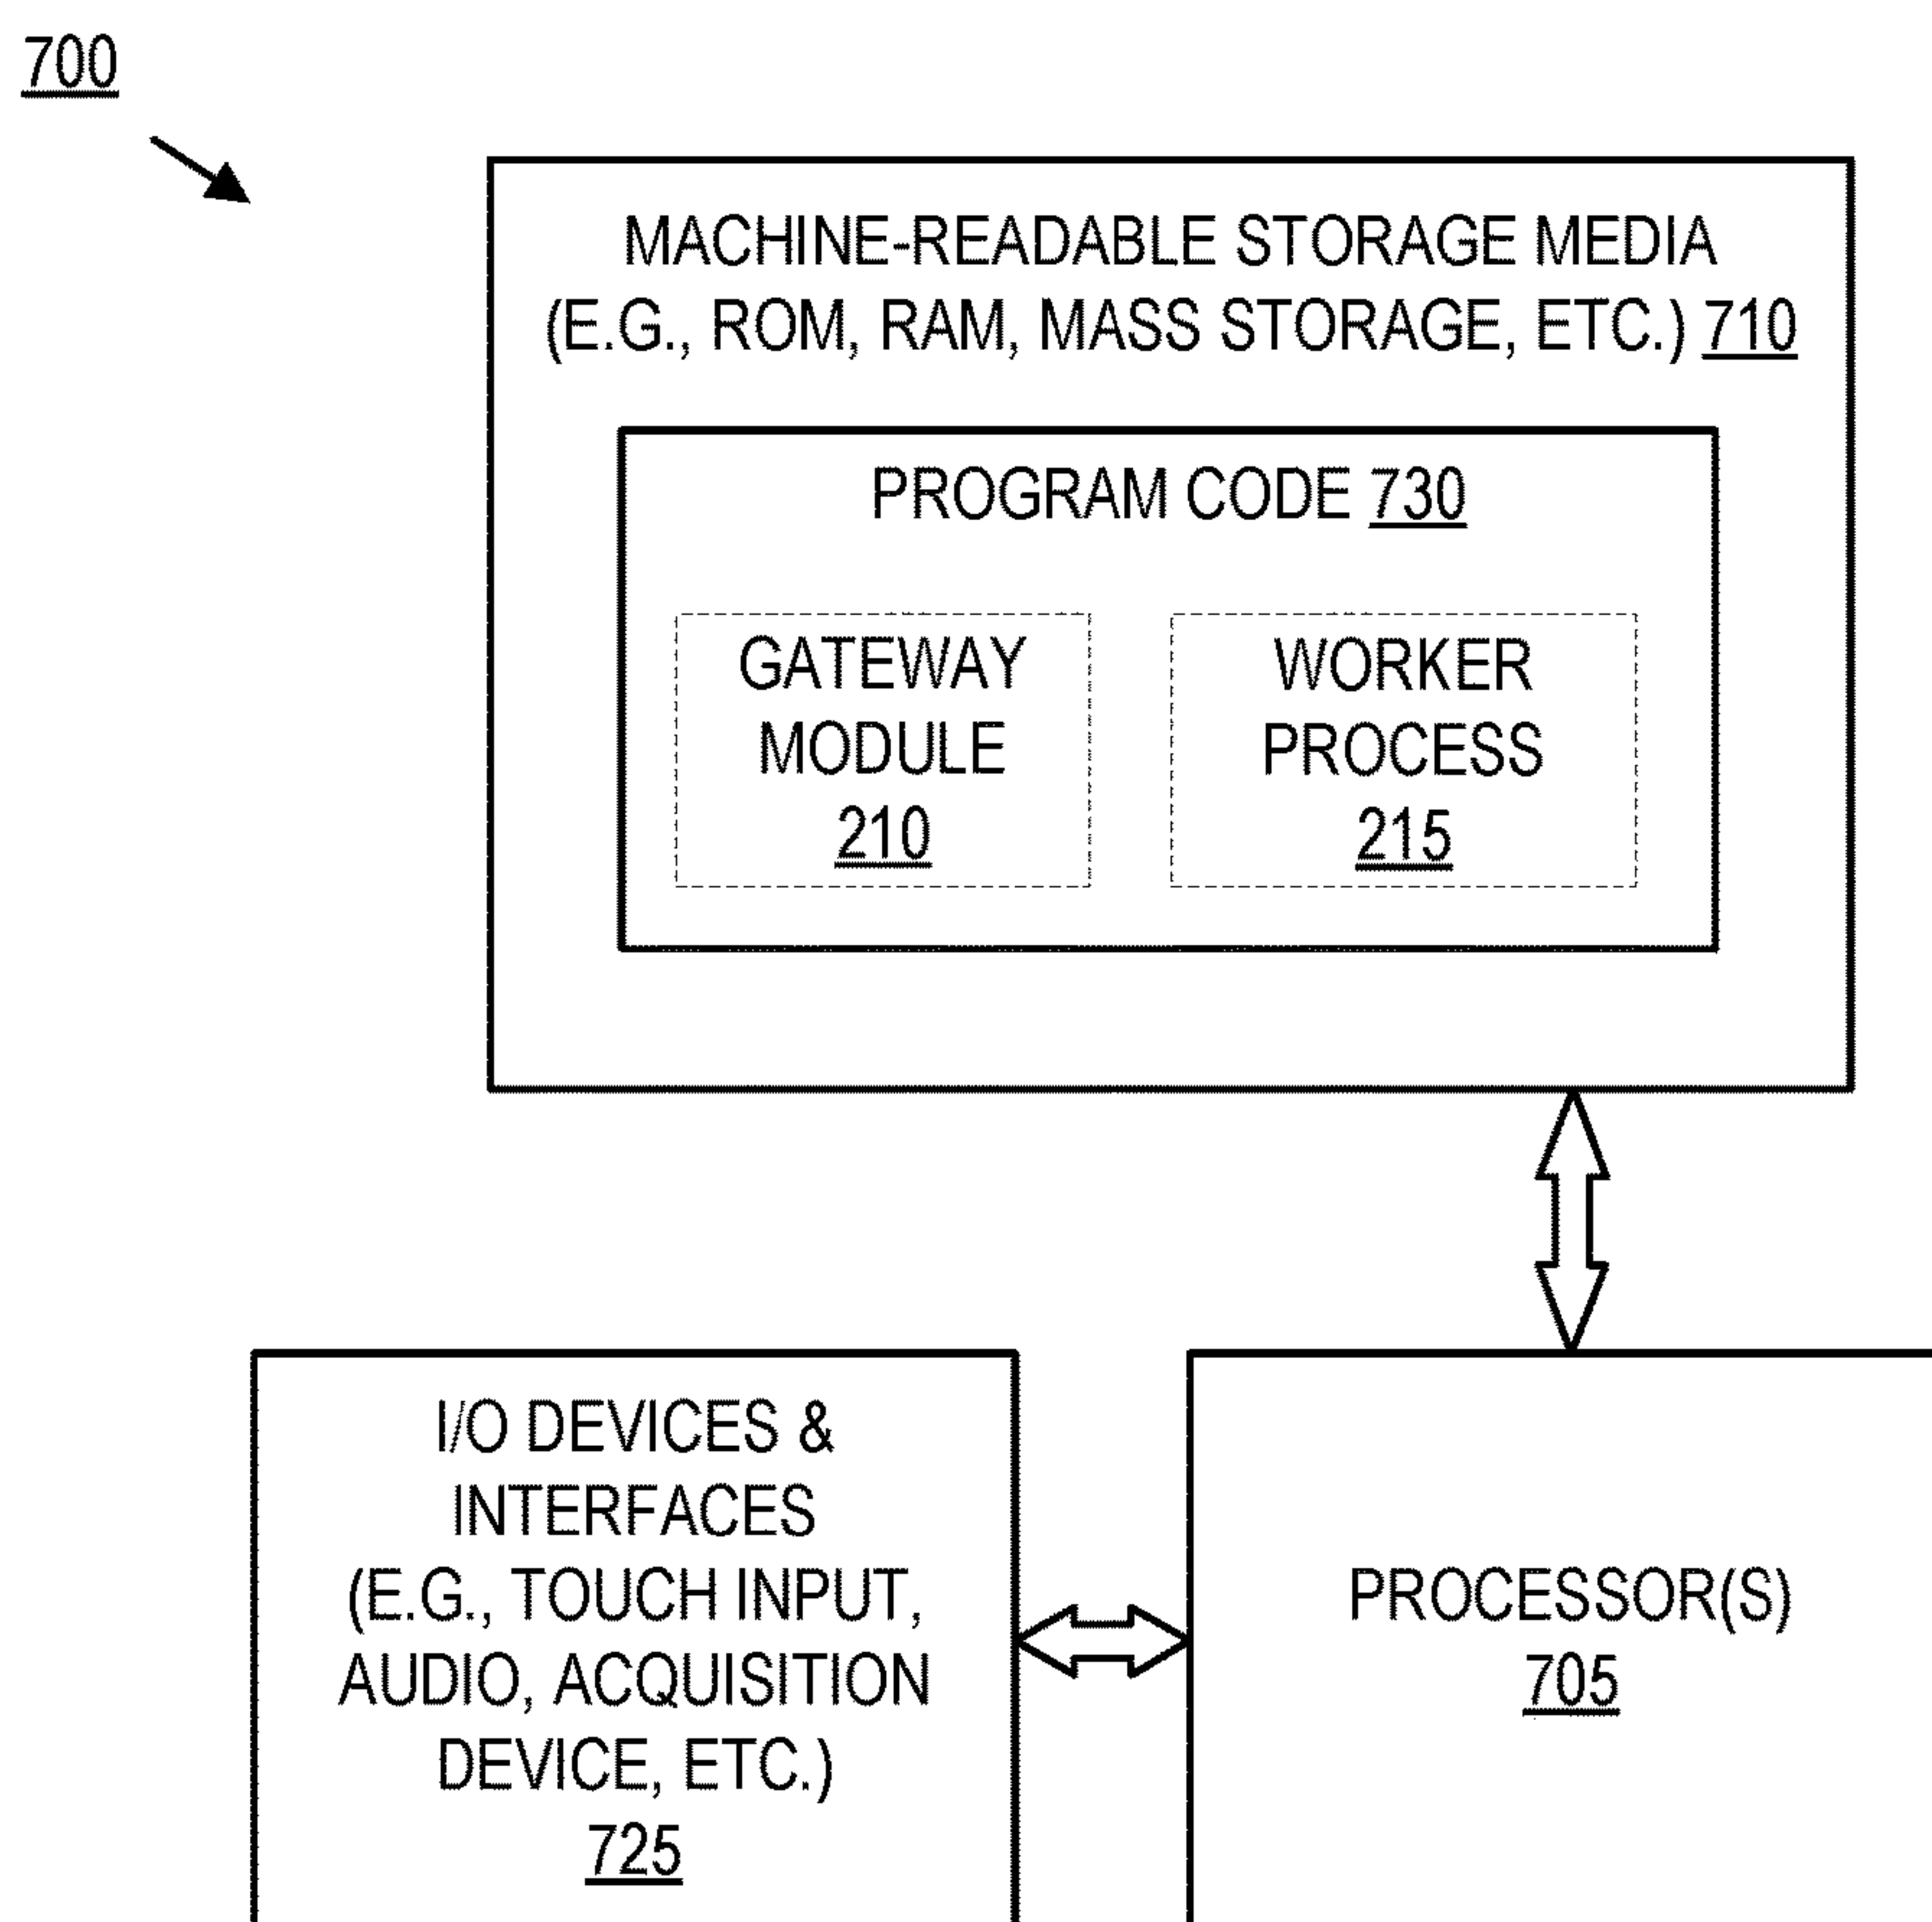 700
MACHINE-READABLE STORAGE MEDIA
(E.G., ROM, RAM, MASS STORAGE, ETC.) 710
PROGRAM CODE 730
GATEWAY
MODULE
210
WORKER
PROCESS
215
I/O DEVICES &
INTERFACES
(E.G., TOUCH INPUT,
AUDIO, ACQUISITION
DEVICE, ETC.)
725
PROCESSOR(S)
705